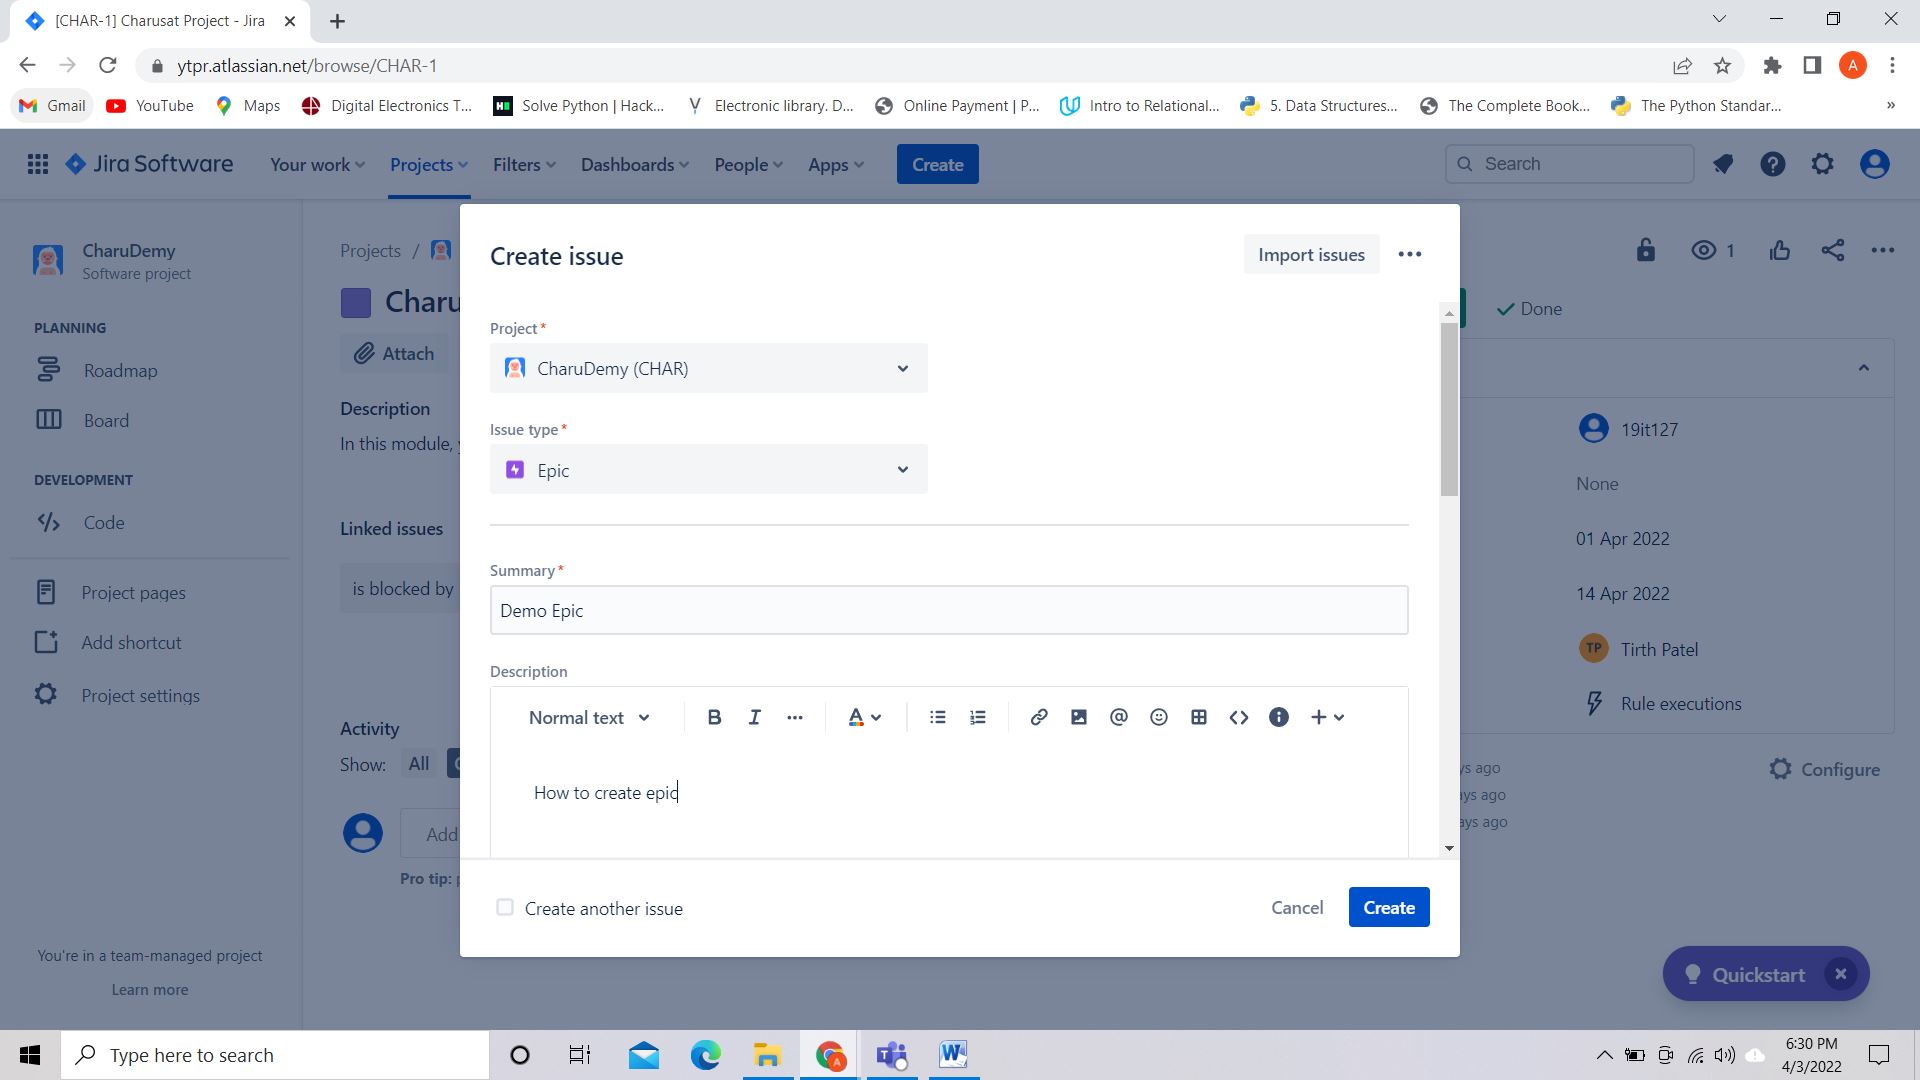 [CHAR-1] Charusat Project - Jira
ytpr.atlassian.net/browse/CHAR-1
A
Gmail YouTube Maps Digital Electronics T... Solve Python | Hack... Electronic library. D... Online Payment | P... Intro to Relational... 5. Data Structures... The Complete Book... The Python Standar... »
Jira Software Your work Projects Filters Dashboards People Apps Create Search
CharuDemy
Software project
PLANNING
Roadmap
Board
DEVELOPMENT
Code
Project pages
Add shortcut
Project settings
You're in a team-managed project
Learn more
Projects /
Charu
Attach
Description
In this module,
Linked issues
is blocked by
Activity
Show: All
Add
Pro tip:
Create issue
Import issues
Project *
CharuDemy (CHAR)
Issue type *
Epic
Summary *
Demo Epic
Description
Normal text B I ... A
How to create epic
Create another issue
Cancel Create
1
Done
19it127
None
01 Apr 2022
14 Apr 2022
TP Tirth Patel
Rule executions
ys ago
ays ago
ays ago
Configure
Quickstart
Type here to search
6:30 PM
4/3/2022